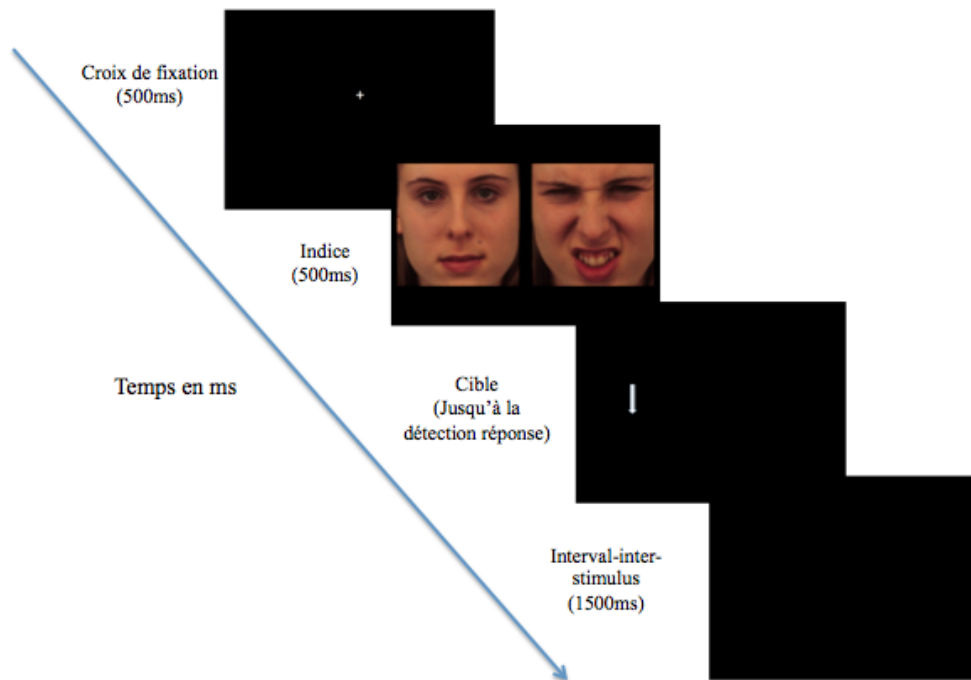 Croix de fixation
(500ms)
Indice
(500ms)
Temps en ms
Cible
(Jusqu'à la
détection réponse)
Interval-inter-
stimulus
(1500ms)